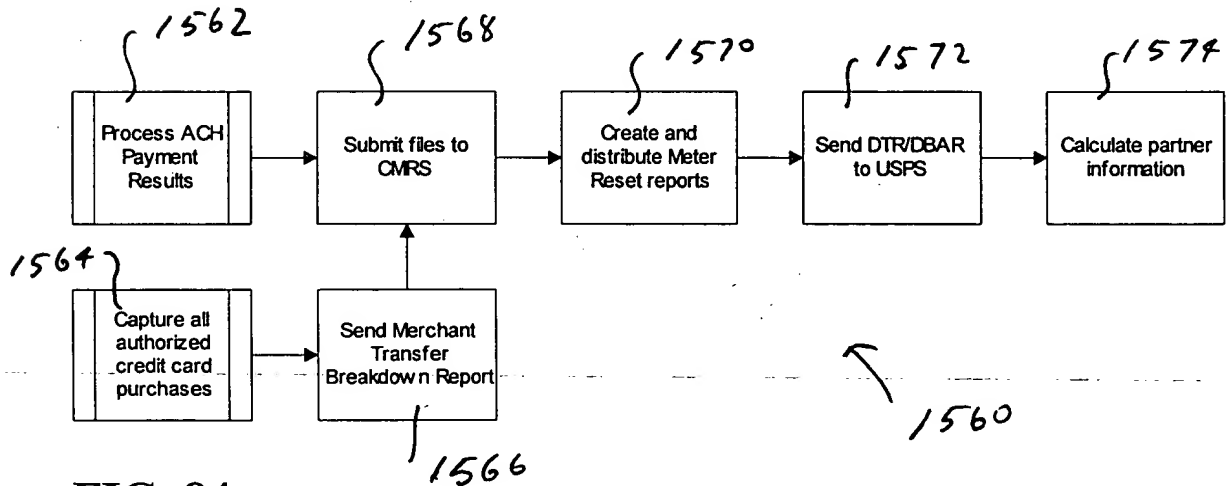 1562
1568
1570
1572
1574
Process ACH
Payment
Results
Submit files to
CMRS
Create and
distribute Meter
Reset reports
Send DTR/DBAR
to USPS
Calculate partner
information
1564
Capture all
authorized
credit card
purchases
Send Merchant
Transfer
Breakdown Report
1560
1566